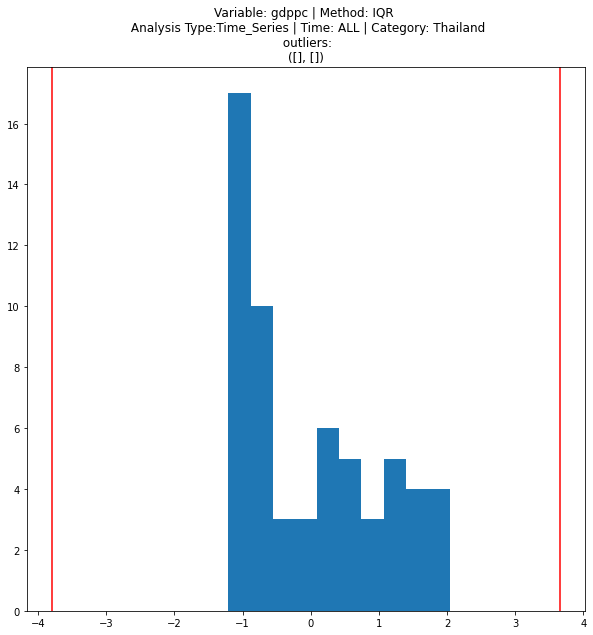 Variable: gdppc | Method: IQR
Analysis Type:Time_Series | Time: ALL | Category: Thailand
outliers:
([], [])
16
14
12
10
8
6
4
2
0
−4 −3 −2 −1 0 1 2 3 4